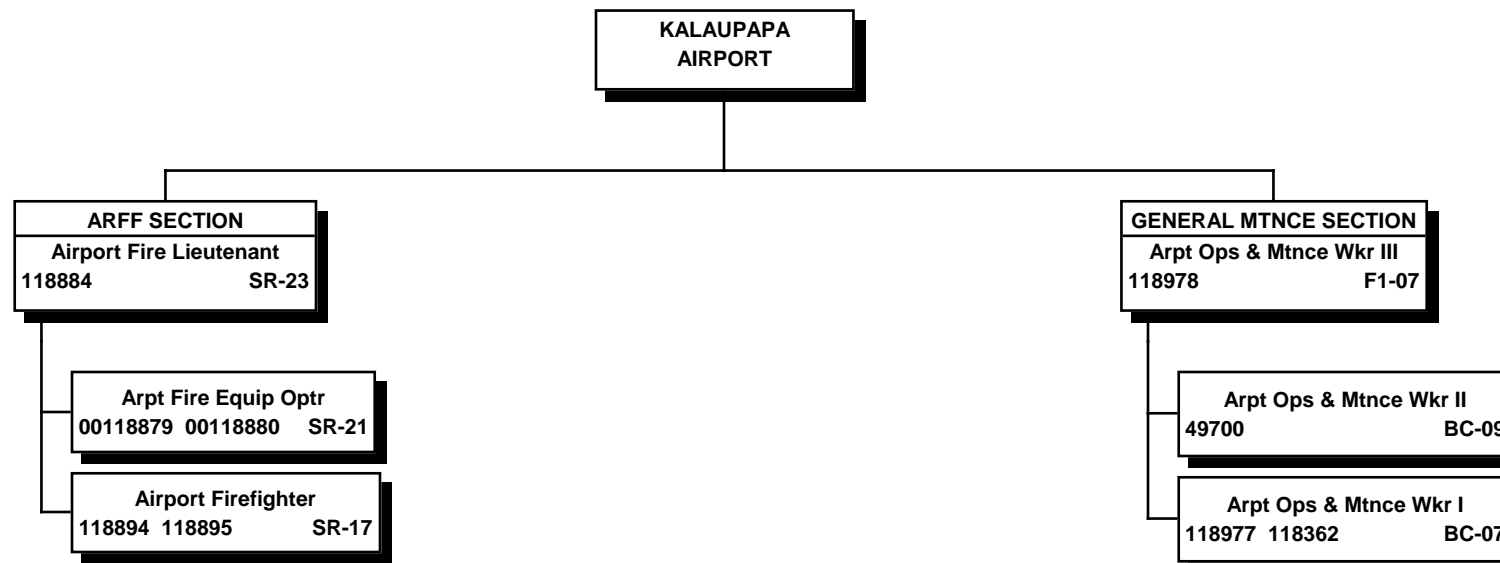 KALAUPAPA
AIRPORT
ARFF SECTION
Airport Fire Lieutenant
118884 SR-23
Arpt Fire Equip Optr
00118879 00118880 SR-21
Airport Firefighter
118894 118895 SR-17
GENERAL MTNCE SECTION
Arpt Ops & Mtnce Wkr III
118978 F1-07
Arpt Ops & Mtnce Wkr II
49700 BC-09
Arpt Ops & Mtnce Wkr I
118977 118362 BC-07